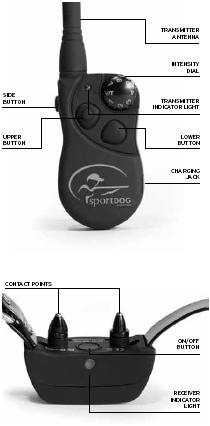 TRANSMITTER
ANTENNA
INTENSITY
DIAL
SIDE
BUTTON
TRANSMITTER
INDICATOR LIGHT
UPPER
BUTTON
LOWER
BUTTON
CHARGING
JACK
SPORTDOG
CONTACT POINTS
ON/OFF
BUTTON
RECEIVER
INDICATOR
LIGHT